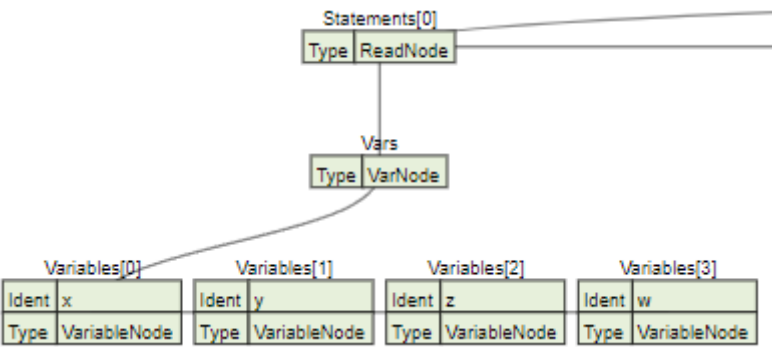 Statements[0]
Type ReadNode
Vars
Type VarNode
Variables[0] Variables[1] Variables[2] Variables[3]
Ident x Ident y Ident z Ident w
Type VariableNode Type VariableNode Type VariableNode Type VariableNode